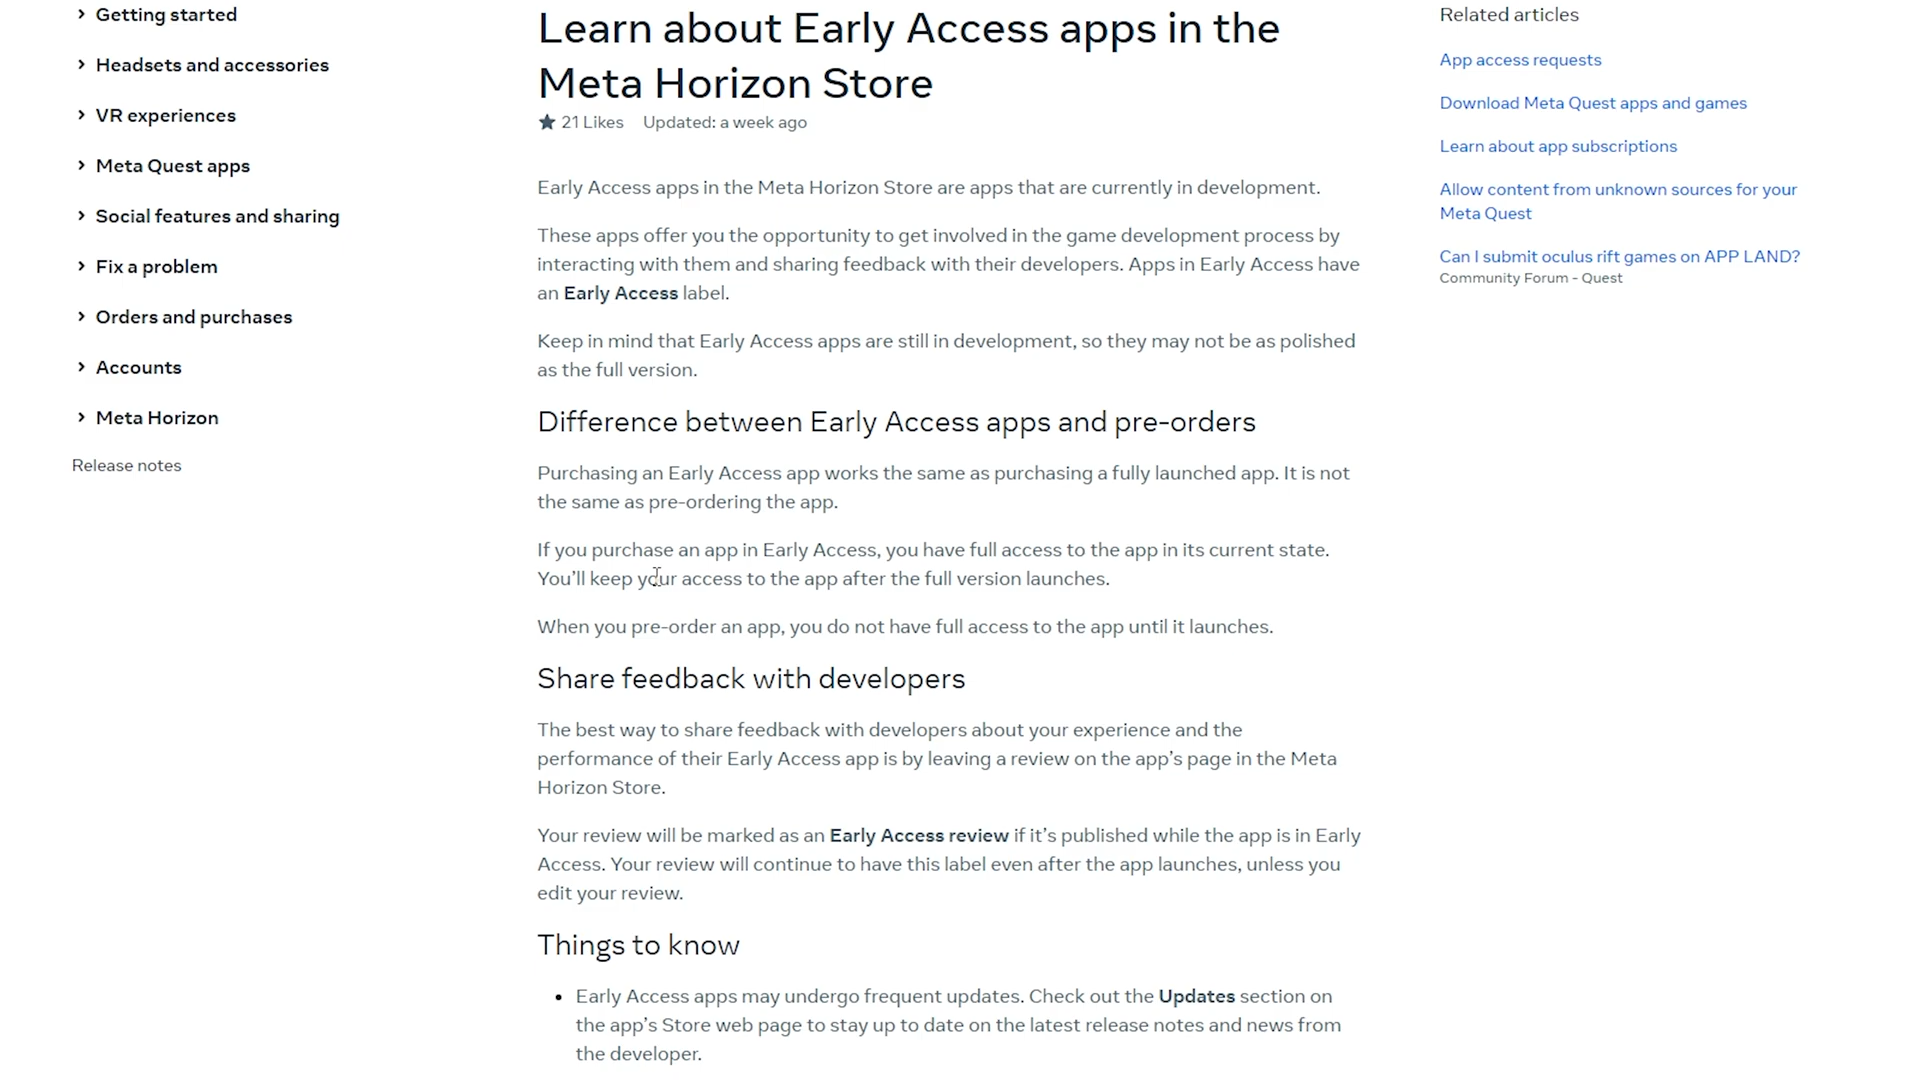 Getting started
Headsets and accessories
VR experiences
Meta Quest apps
Social features and sharing
Fix a problem
Orders and purchases
Accounts
Meta Horizon
Release notes
Learn about Early Access apps in the
Meta Horizon Store
21 Likes Updated: a week ago
Early Access apps in the Meta Horizon Store are apps that are currently in development.
These apps offer you the opportunity to get involved in the game development process by
interacting with them and sharing feedback with their developers. Apps in Early Access have
an Early Access label.
Keep in mind that Early Access apps are still in development, so they may not be as polished
as the full version.
Difference between Early Access apps and pre-orders
Purchasing an Early Access app works the same as purchasing a fully launched app. It is not
the same as pre-ordering the app.
If you purchase an app in Early Access, you have full access to the app in its current state.
You’ll keep your access to the app after the full version launches.
When you pre-order an app, you do not have full access to the app until it launches.
Share feedback with developers
The best way to share feedback with developers about your experience and the
performance of their Early Access app is by leaving a review on the app’s page in the Meta
Horizon Store.
Your review will be marked as an Early Access review if it’s published while the app is in Early
Access. Your review will continue to have this label even after the app launches, unless you
edit your review.
Things to know
• Early Access apps may undergo frequent updates. Check out the Updates section on
the app’s Store web page to stay up to date on the latest release notes and news from
the developer.
Related articles
App access requests
Download Meta Quest apps and games
Learn about app subscriptions
Allow content from unknown sources for your
Meta Quest
Can I submit oculus rift games on APP LAND?
Community Forum - Quest